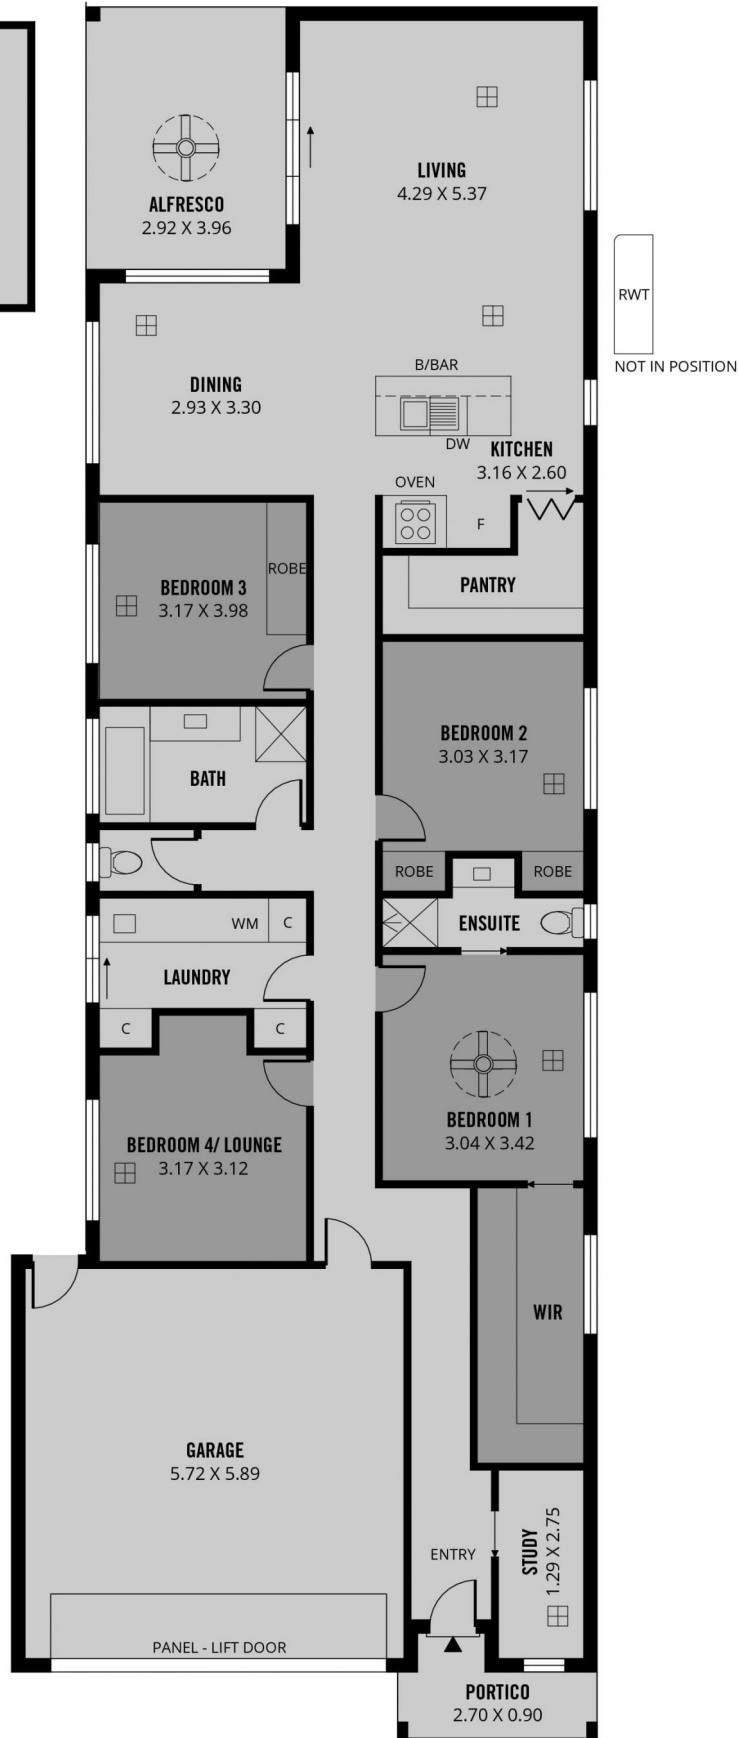 LIVING
4.29 X 5.37
ALFRESCO
2.92 X 3.96
RWT
NOT IN POSITION
B/BAR
DINING
2.93 X 3.30
DW
KITCHEN
3.16 X 2.60
OVEN
F
ROBE
BEDROOM 3
3.17 X 3.98
PANTRY
BEDROOM 2
3.03 X 3.17
BATH
ROBE
ROBE
WM
C
ENSUITE
LAUNDRY
C
C
BEDROOM 1
3.04 X 3.42
BEDROOM 4/ LOUNGE
3.17 X 3.12
WIR
GARAGE
5.72 X 5.89
STUDY
1.29 X 2.75
ENTRY
PANEL - LIFT DOOR
PORTICO
2.70 X 0.90